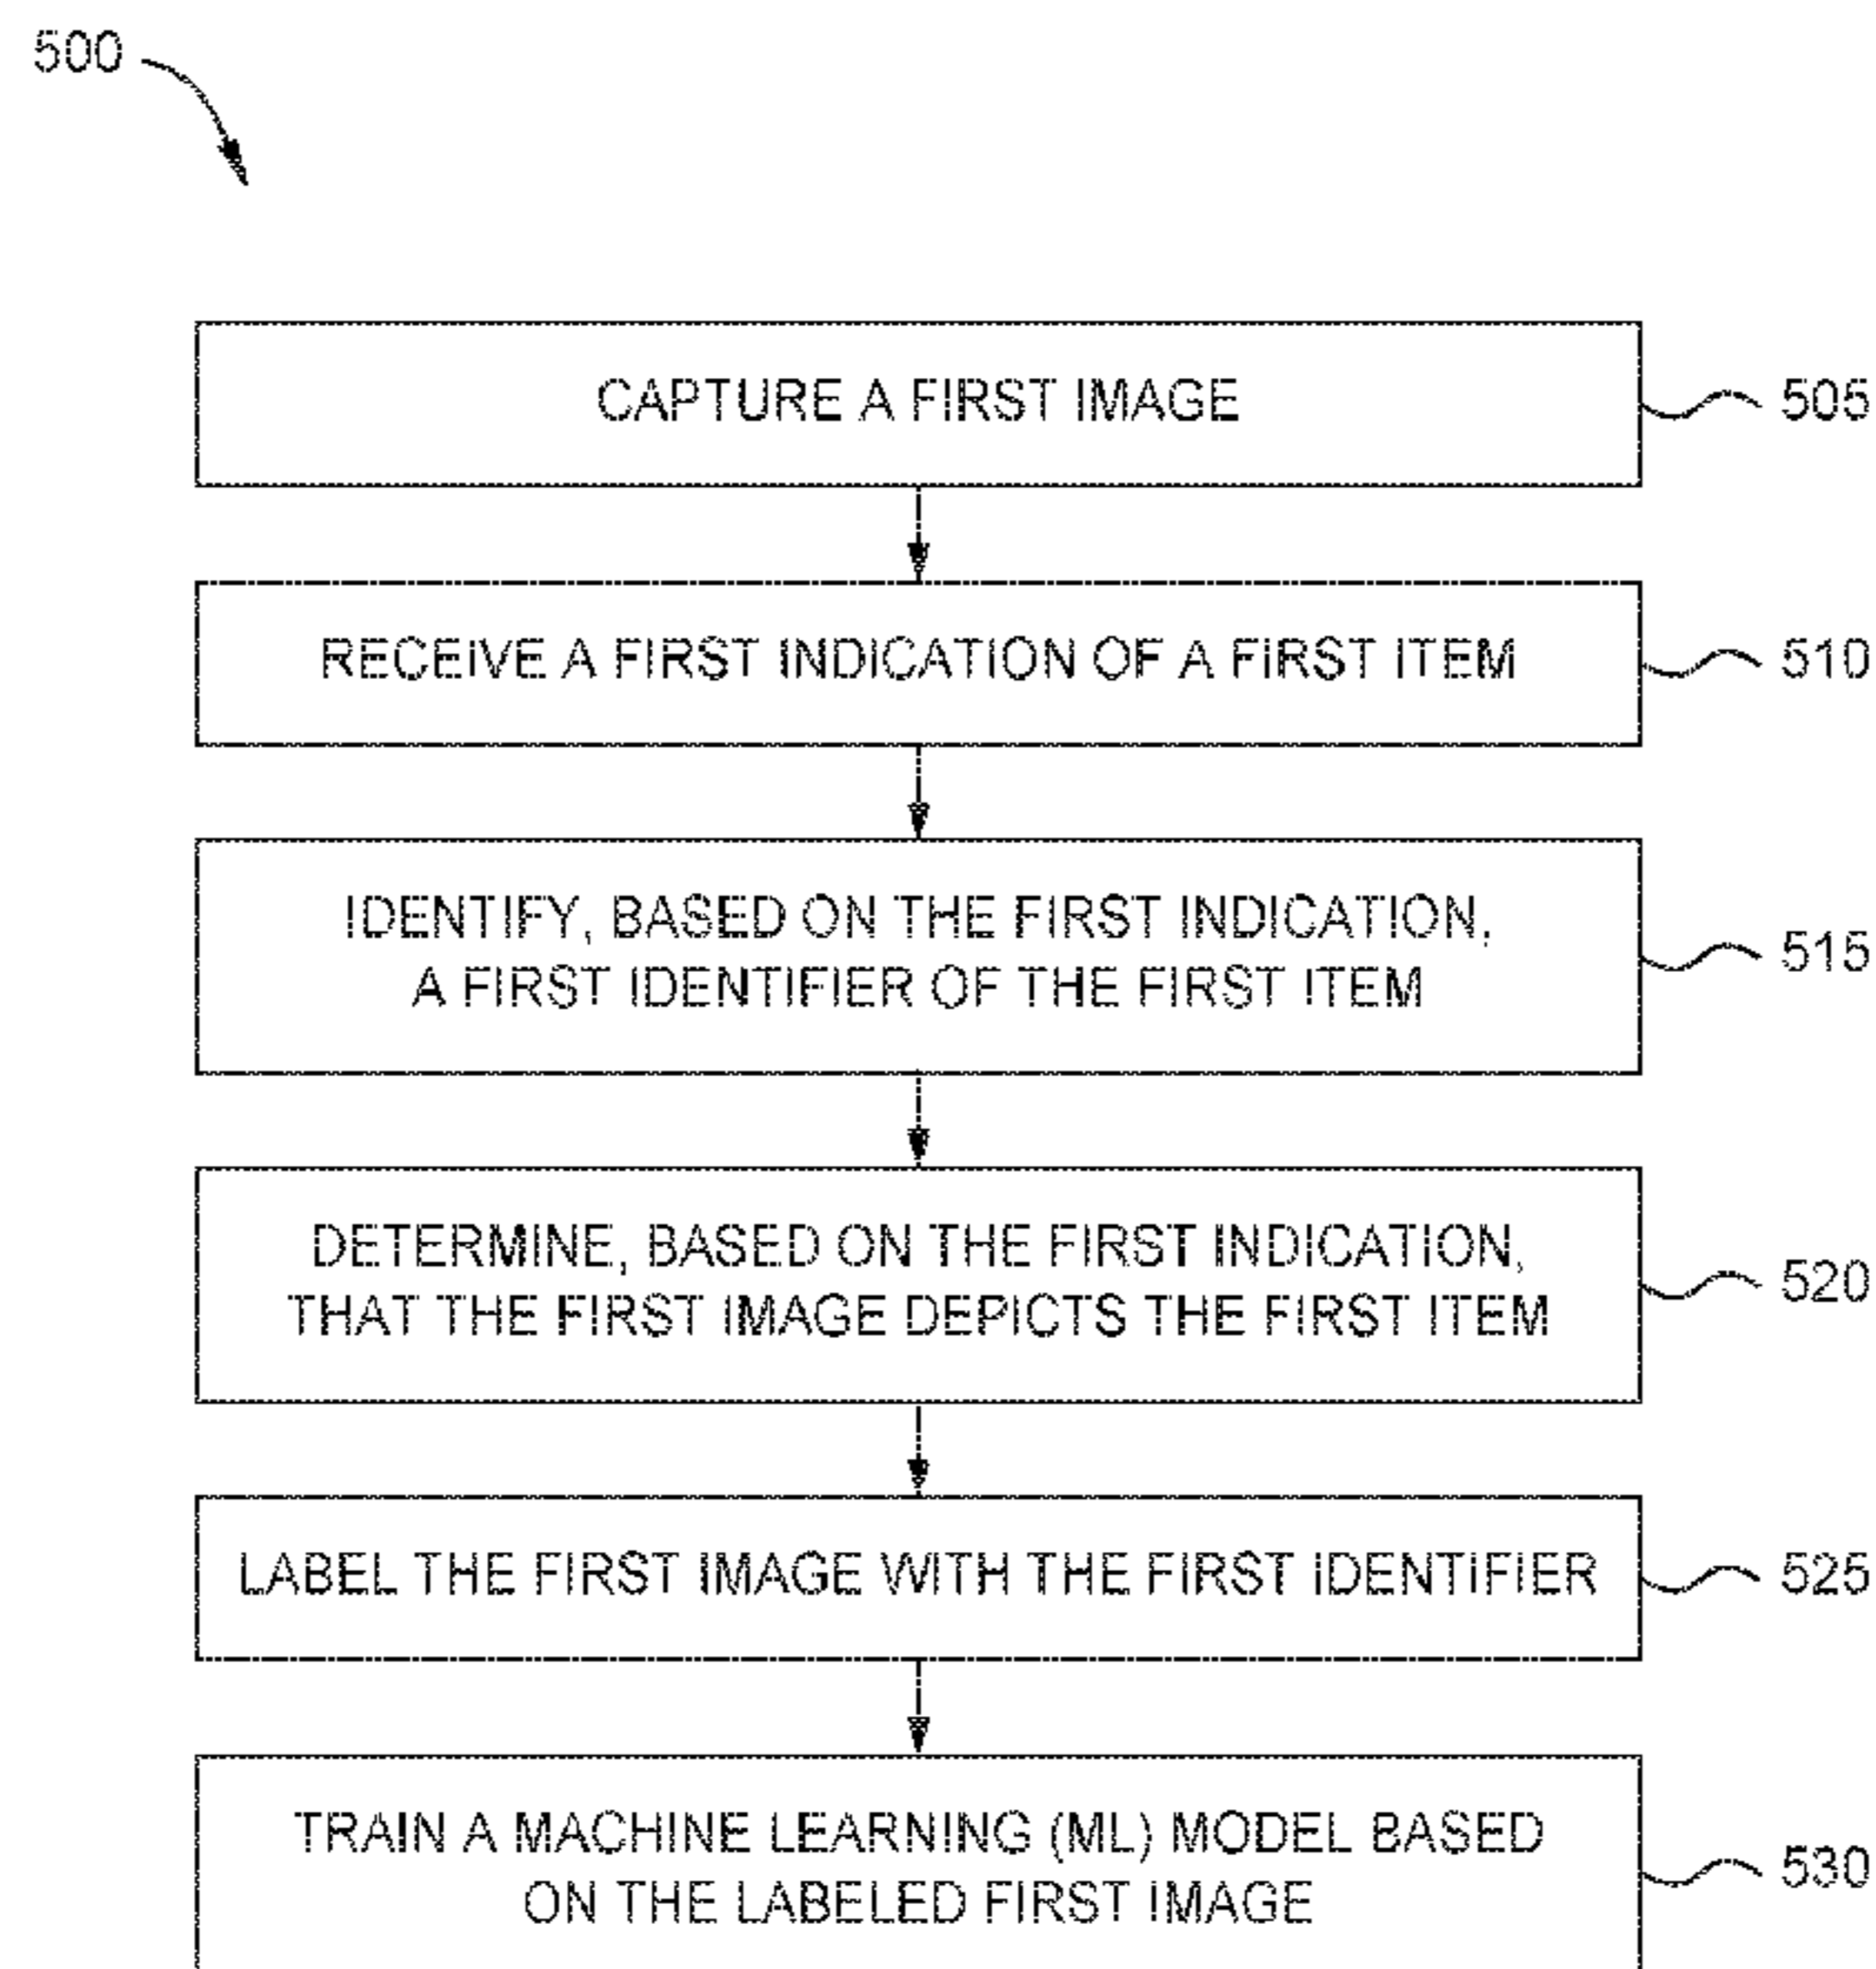 500
CAPTURE A FIRST IMAGE
505
RECEIVE A FIRST INDICATION OF A FIRST ITEM
510
IDENTIFY, BASED ON THE FIRST INDICATION,
A FIRST IDENTIFIER OF THE FIRST ITEM
515
DETERMINE, BASED ON THE FIRST INDICATION,
THAT THE FIRST IMAGE DEPICTS THE FIRST ITEM
520
LABEL THE FIRST IMAGE WITH THE FIRST IDENTIFIER
525
TRAIN A MACHINE LEARNING (ML) MODEL BASED
ON THE LABELED FIRST IMAGE
530